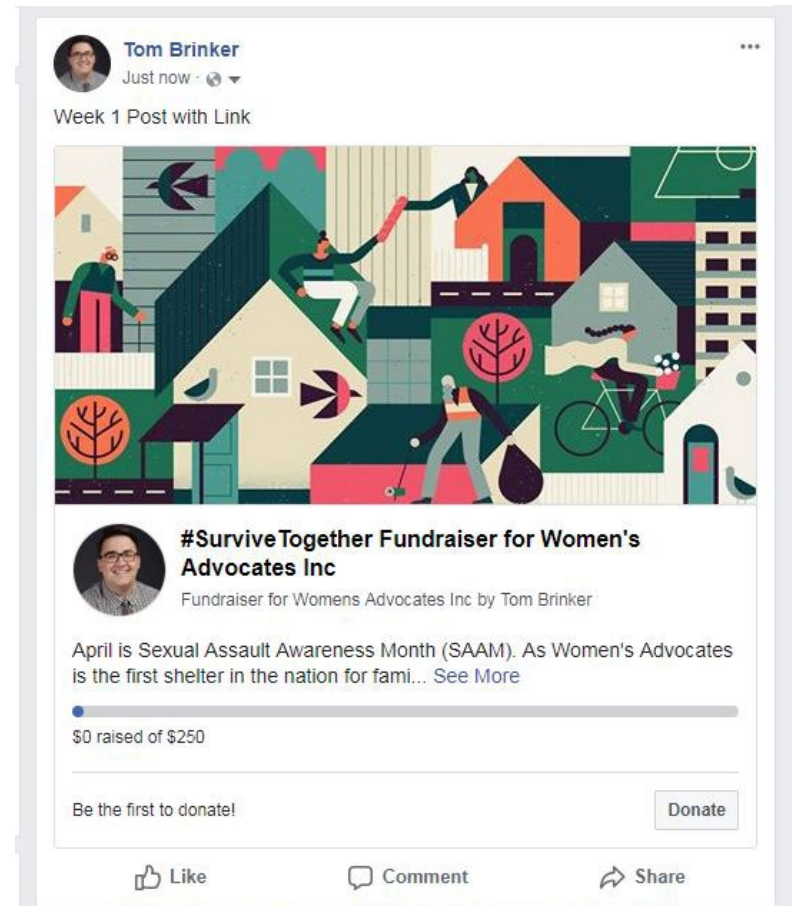 Tom Brinker
Just now ·
Week 1 Post with Link
#SurviveTogether Fundraiser for Women's
Advocates Inc
Fundraiser for Womens Advocates Inc by Tom Brinker
April is Sexual Assault Awareness Month (SAAM). As Women's Advocates
is the first shelter in the nation for fami... See More
$0 raised of $250
Be the first to donate! Donate
Like Comment Share